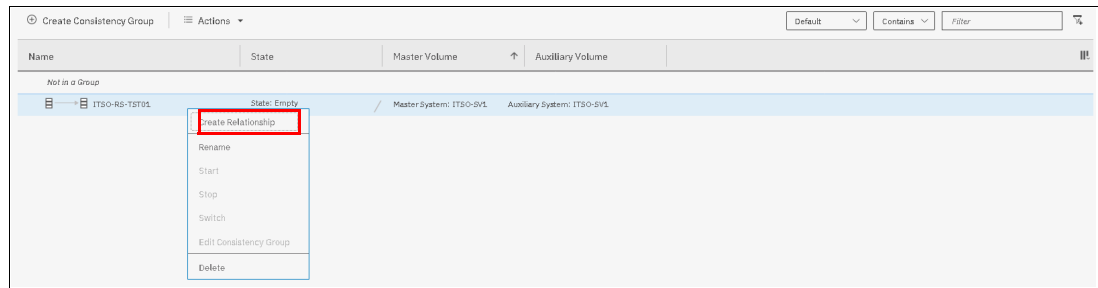 Create Consistency Group Actions Default Contains Filter
Name State Master Volume Auxiliary Volume
Not in a Group
ITSO-RS-TST01 State: Empty Master System: ITSO-SV1 Auxiliary System: ITSO-SV1
Create Relationship
Rename
Start
Stop
Switch
Edit Consistency Group
Delete